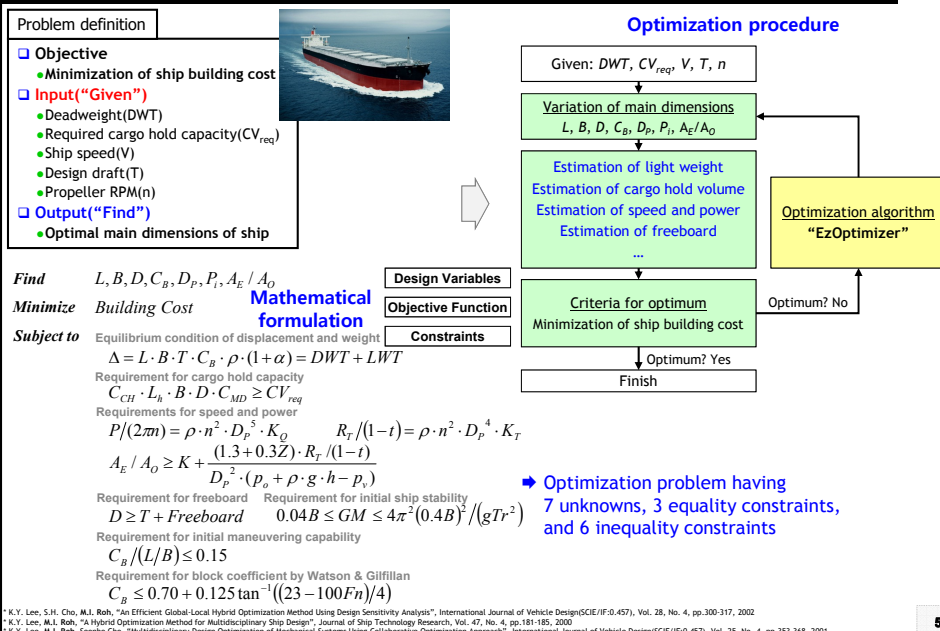 Problem definition
❑ Objective
●Minimization of ship building cost
❑ Input("Given")
●Deadweight(DWT)
●Required cargo hold capacity(CV_req)
●Ship speed(V)
●Design draft(T)
●Propeller RPM(n)
❑ Output("Find")
●Optimal main dimensions of ship
Optimization procedure
Given: DWT, CV_req, V, T, n
Variation of main dimensions
L, B, D, C_B, D_P, P_i, A_E/A_O
Estimation of light weight
Estimation of cargo hold volume
Estimation of speed and power
Estimation of freeboard
...
Optimization algorithm
"EzOptimizer"
Criteria for optimum
Minimization of ship building cost
Optimum? No
Optimum? Yes
Finish
Find L, B, D, C_B, D_P, P_i, A_E / A_O Design Variables
Minimize Building Cost Objective Function
Mathematical
formulation
Subject to Equilibrium condition of displacement and weight Constraints
Δ = L · B · T · C_B · ρ · (1 + α) = DWT + LWT
Requirement for cargo hold capacity
C_CH · L_h · B · D · C_MD ≥ CV_req
Requirements for speed and power
P/(2πn) = ρ · n² · D_P⁵ · K_Q R_T/(1 − t) = ρ · n² · D_P⁴ · K_T
A_E / A_O ≥ K + (1.3 + 0.3Z) · R_T /(1 − t) / D_P² · (p_o + ρ · g · h − p_v)
Requirement for freeboard Requirement for initial ship stability
D ≥ T + Freeboard 0.04B ≤ GM ≤ 4π²(0.4B)²/(gTr²)
Requirement for initial maneuvering capability
C_B/(L/B) ≤ 0.15
Requirement for block coefficient by Watson & Gilfillan
C_B ≤ 0.70 + 0.125 tan⁻¹((23 − 100Fn)/4)
➡ Optimization problem having
7 unknowns, 3 equality constraints,
and 6 inequality constraints
* K.Y. Lee, S.H. Cho, M.I. Roh, "An Efficient Global-Local Hybrid Optimization Method Using Design Sensitivity Analysis", International Journal of Vehicle Design(SCIE/IF:0.457), Vol. 28, No. 4, pp.300-317, 2002
* K.Y. Lee, M.I. Roh, "A Hybrid Optimization Method for Multidisciplinary Ship Design", Journal of Ship Technology Research, Vol. 47, No. 4, pp.181-185, 2000